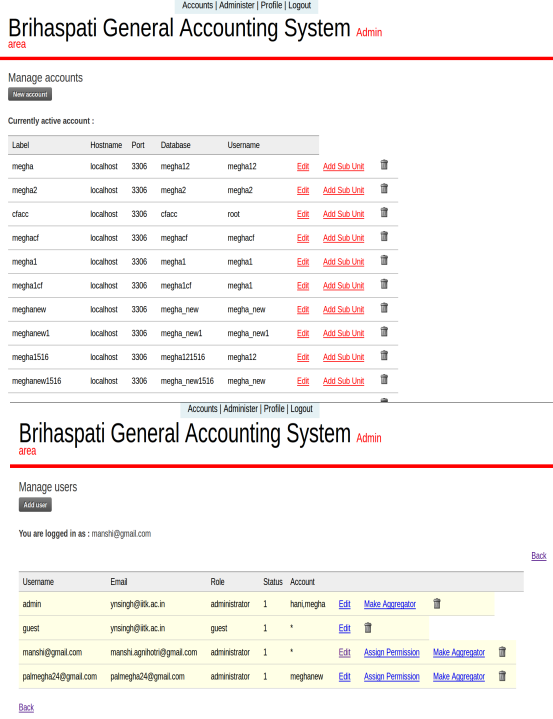 Accounts | Administer | Profile | Logout
Brihaspati General Accounting System Admin
area
Manage accounts
New account
Currently active account :
Label Hostname Port Database Username
megha localhost 3306 megha12 megha12 Edit Add Sub Unit
megha2 localhost 3306 megha2 megha2 Edit Add Sub Unit
cfacc localhost 3306 cfacc root Edit Add Sub Unit
meghacf localhost 3306 meghacf meghacf Edit Add Sub Unit
megha1 localhost 3306 megha1 megha1 Edit Add Sub Unit
megha1cf localhost 3306 megha1cf megha1 Edit Add Sub Unit
meghanew localhost 3306 megha_new megha_new Edit Add Sub Unit
meghanew1 localhost 3306 megha_new1 megha_new1 Edit Add Sub Unit
megha1516 localhost 3306 megha121516 megha12 Edit Add Sub Unit
meghanew1516 localhost 3306 megha_new1516 megha_new Edit Add Sub Unit
Accounts | Administer | Profile | Logout
Brihaspati General Accounting System Admin
area
Manage users
Add user
You are logged in as : manshi@gmail.com
Back
Username Email Role Status Account
admin ynsingh@iitk.ac.in administrator 1 hani,megha Edit Make Aggregator
guest ynsingh@iitk.ac.in guest 1 * Edit
manshi@gmail.com manshi.agnihotri@gmail.com administrator 1 * Edit Assign Permission Make Aggregator
palmegha24@gmail.com palmegha24@gmail.com administrator 1 meghanew Edit Assign Permission Make Aggregator
Back